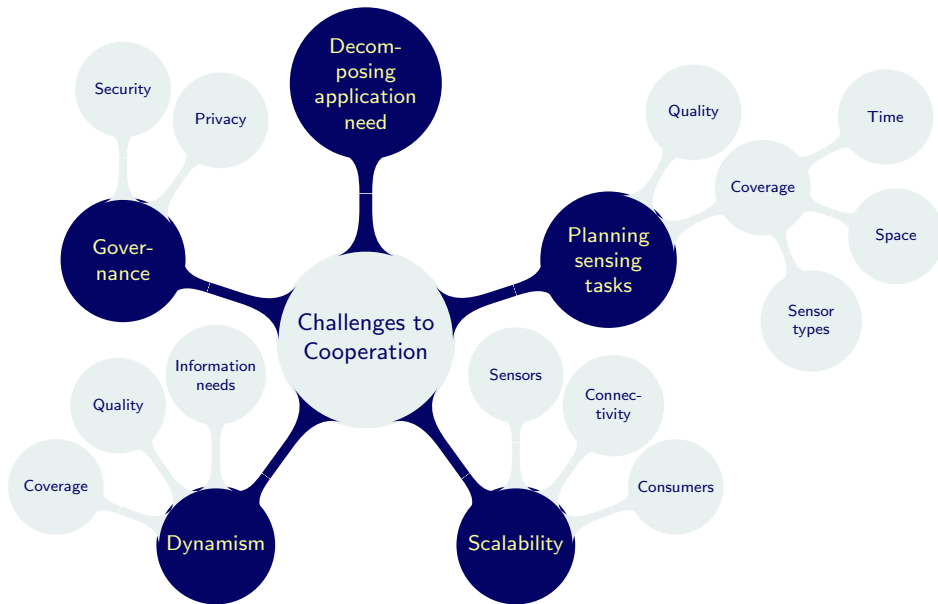 Decom-
posing
application
need
Security
Privacy
Quality
Time
Coverage
Space
Sensor
types
Gover-
nance
Planning
sensing
tasks
Challenges to
Cooperation
Information
needs
Quality
Coverage
Dynamism
Sensors
Connec-
tivity
Consumers
Scalability